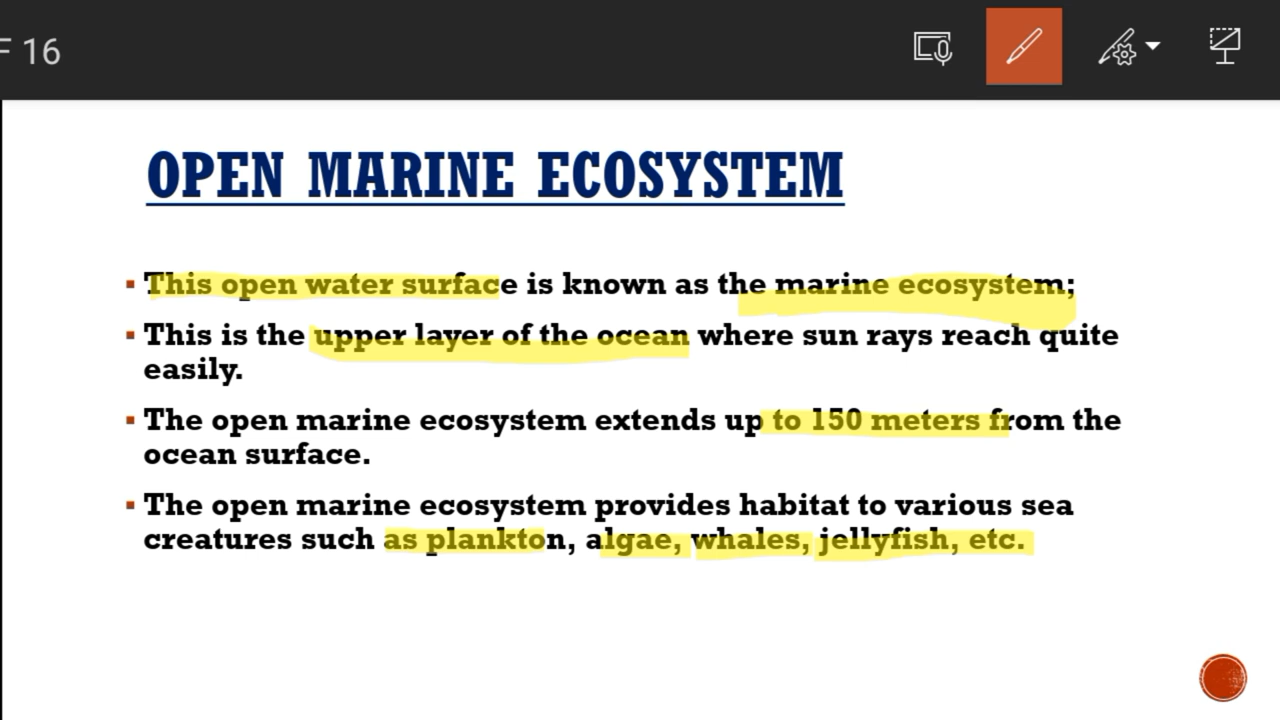 F 16
OPEN MARINE ECOSYSTEM
▪ This open water surface is known as the marine ecosystem;
▪ This is the upper layer of the ocean where sun rays reach quite
easily.
▪ The open marine ecosystem extends up to 150 meters from the
ocean surface.
▪ The open marine ecosystem provides habitat to various sea
creatures such as plankton, algae, whales, jellyfish, etc.